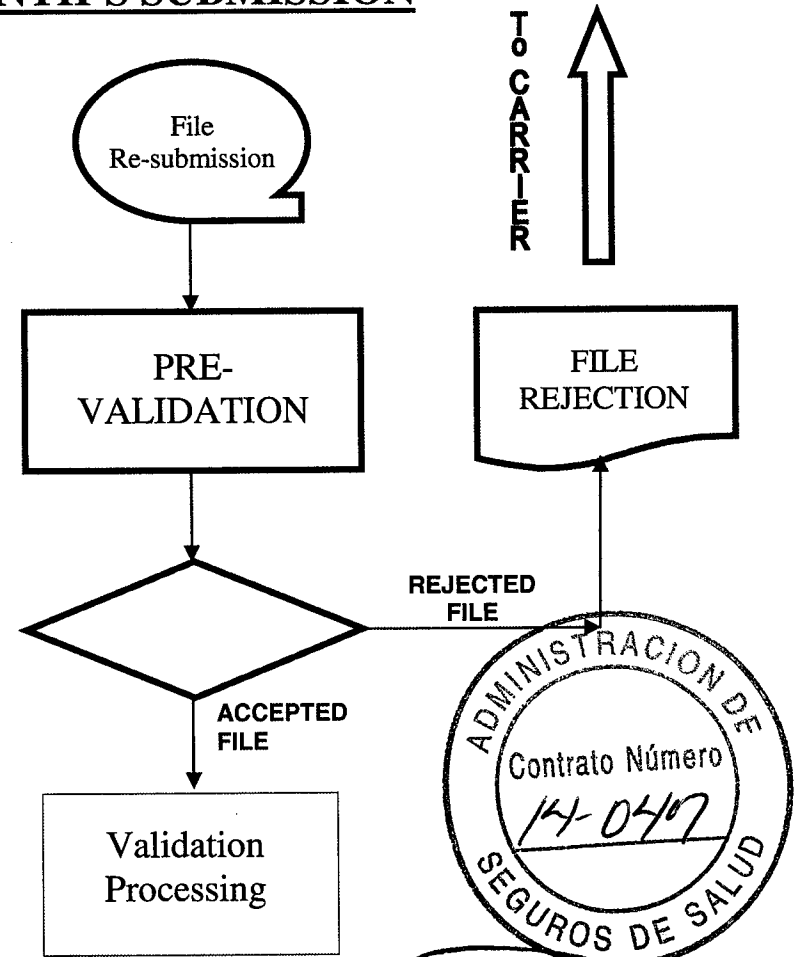 SUBMISSION
TO CARRIER
File
Re-submission
PRE-
VALIDATION
FILE
REJECTION
REJECTED
FILE
ACCEPTED
FILE
Validation
Processing
ADMINISTRACION DE
Contrato Número
14-0407
SEGUROS DE SALUD